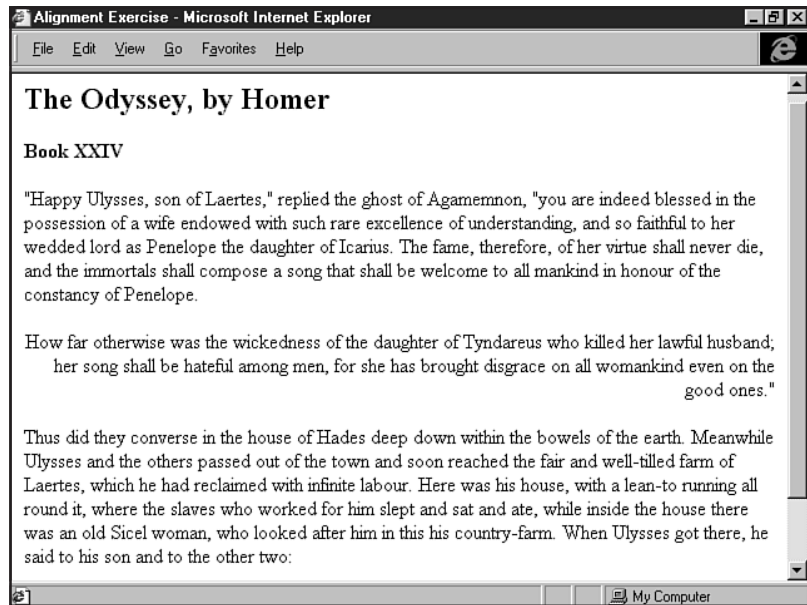 Alignment Exercise - Microsoft Internet Explorer
File Edit View Go Favorites Help
The Odyssey, by Homer
Book XXIV
"Happy Ulysses, son of Laertes," replied the ghost of Agamemnon, "you are indeed blessed in the
possession of a wife endowed with such rare excellence of understanding, and so faithful to her
wedded lord as Penelope the daughter of Icarius. The fame, therefore, of her virtue shall never die,
and the immortals shall compose a song that shall be welcome to all mankind in honour of the
constancy of Penelope.
How far otherwise was the wickedness of the daughter of Tyndareus who killed her lawful husband;
her song shall be hateful among men, for she has brought disgrace on all womankind even on the
good ones."
Thus did they converse in the house of Hades deep down within the bowels of the earth. Meanwhile
Ulysses and the others passed out of the town and soon reached the fair and well-tilled farm of
Laertes, which he had reclaimed with infinite labour. Here was his house, with a lean-to running all
round it, where the slaves who worked for him slept and sat and ate, while inside the house there
was an old Sicel woman, who looked after him in this his country-farm. When Ulysses got there, he
said to his son and to the other two:
My Computer